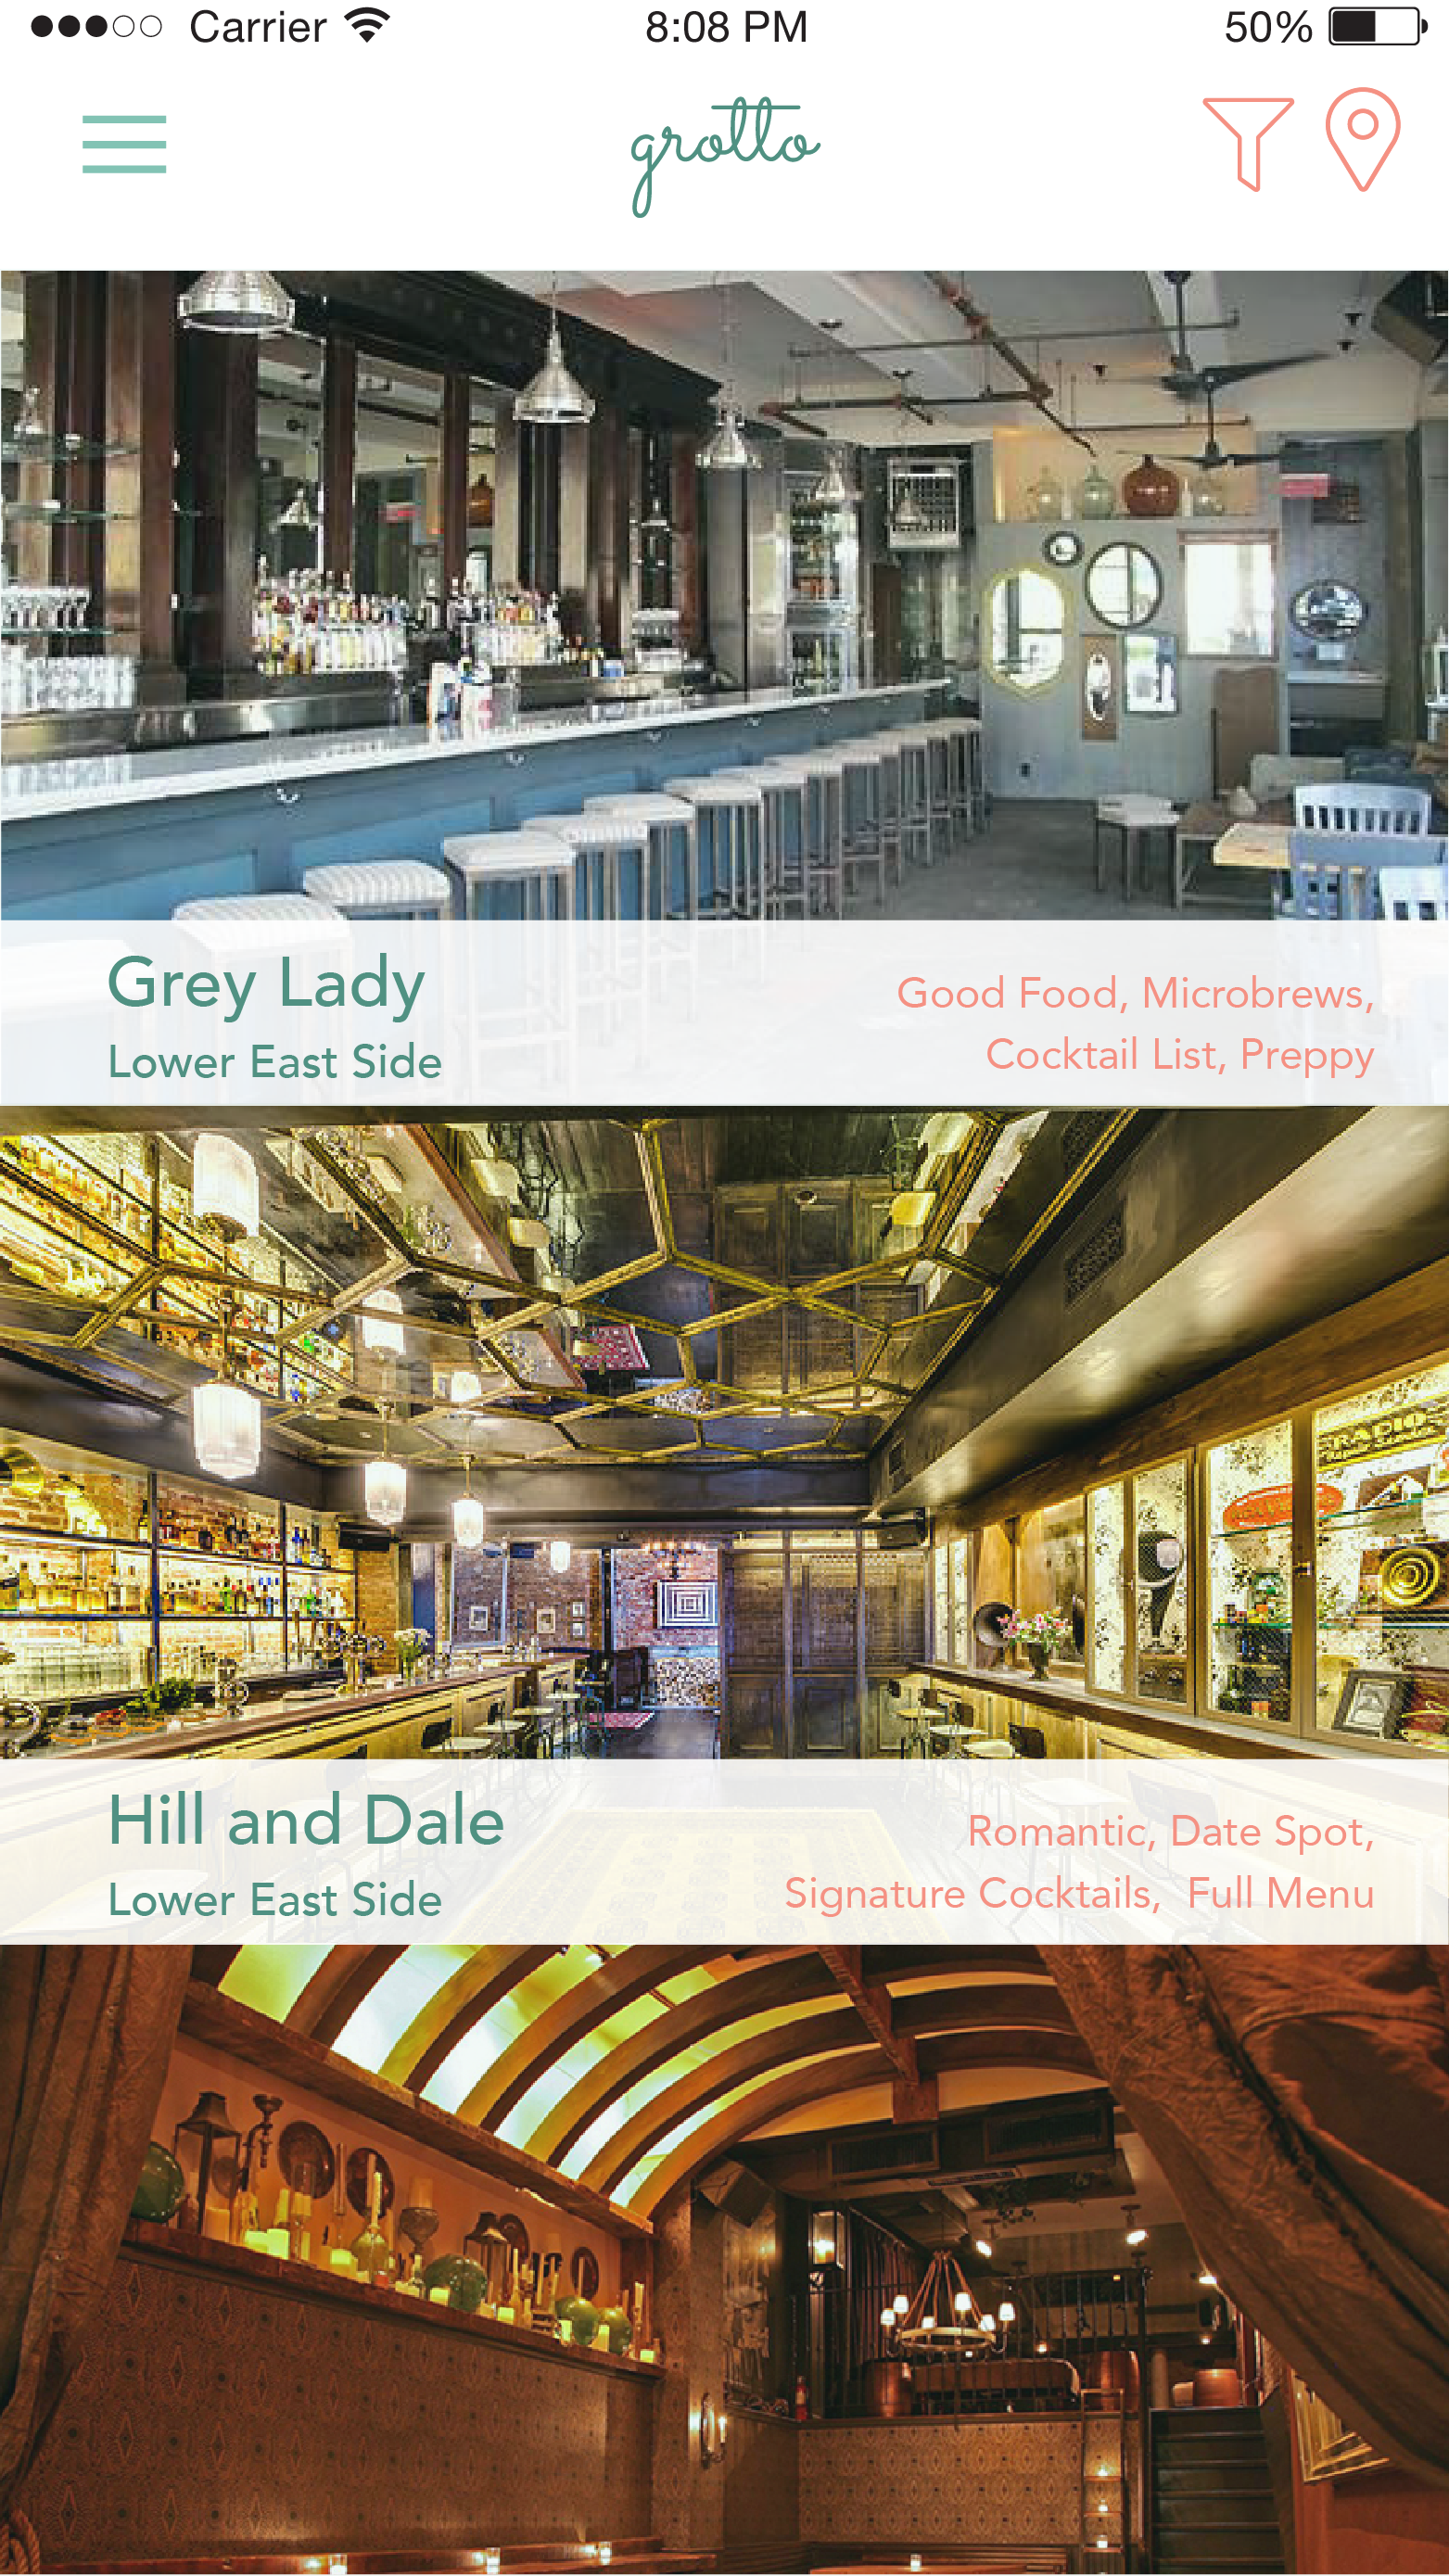 Carrier 8:08 PM 50%
grotto
RADIO
Grey Lady
Lower East Side
Good Food, Microbrews,
Cocktail List, Preppy
Hill and Dale
Lower East Side
Romantic, Date Spot,
Signature Cocktails, Full Menu